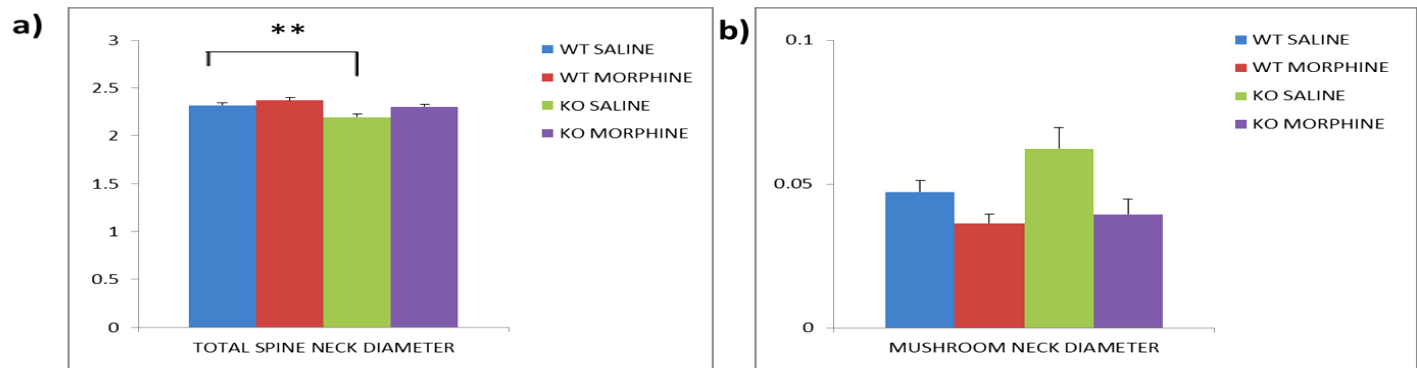 a)
**
3
2.5
2
1.5
1
0.5
0
TOTAL SPINE NECK DIAMETER
WT SALINE
WT MORPHINE
KO SALINE
KO MORPHINE
b)
0.1
0.05
0
MUSHROOM NECK DIAMETER
WT SALINE
WT MORPHINE
KO SALINE
KO MORPHINE